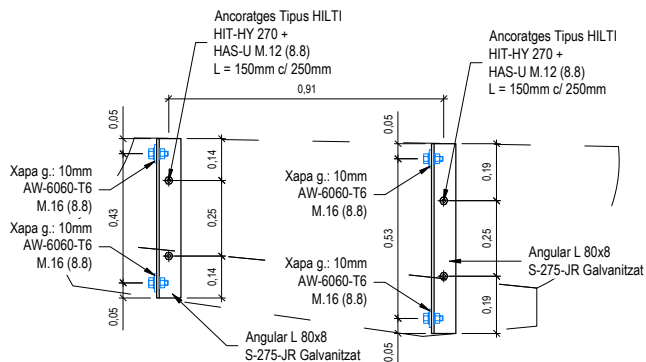 Ancoratges Tipus HILTI
HIT-HY 270 +
HAS-U M.12 (8.8)
L = 150mm c/ 250mm
Ancoratges Tipus HILTI
HIT-HY 270 +
HAS-U M.12 (8.8)
L = 150mm c/ 250mm
0,91
0,05
0,05
0,14
0,19
Xapa g.: 10mm
AW-6060-T6
M.16 (8.8)
Xapa g.: 10mm
AW-6060-T6
M.16 (8.8)
0,43
0,25
0,53
0,25
Xapa g.: 10mm
AW-6060-T6
M.16 (8.8)
Xapa g.: 10mm
AW-6060-T6
M.16 (8.8)
Angular L 80x8
S-275-JR Galvanitzat
0,14
0,19
0,05
0,05
Angular L 80x8
S-275-JR Galvanitzat